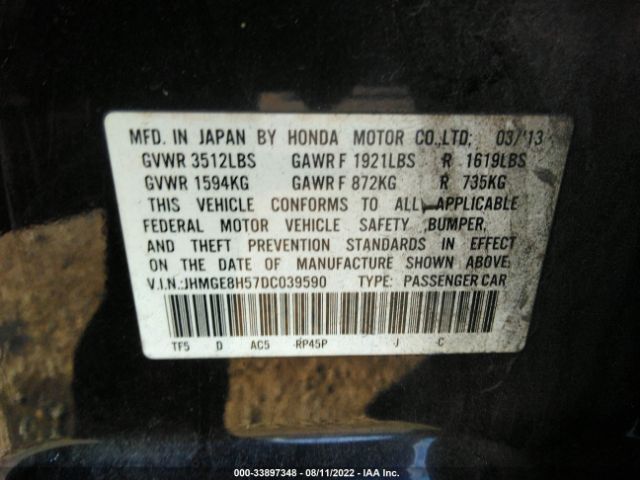 MFD. IN JAPAN BY HONDA MOTOR CO.,LTD; 03/'13
GVWR 3512LBS GAWR F 1921LBS R 1619LBS
GVWR 1594KG GAWR F 872KG R 735KG
THIS VEHICLE CONFORMS TO ALL APPLICABLE
FEDERAL MOTOR VEHICLE SAFETY ,BUMPER,
AND THEFT PREVENTION STANDARDS IN EFFECT
ON THE DATE OF MANUFACTURE SHOWN ABOVE.
V.I.N.:JHMGE8H57DC039590 TYPE: PASSENGER CAR
TF5 D AC5 -RP45P J C
000-33897348 - 08/11/2022 - IAA Inc.